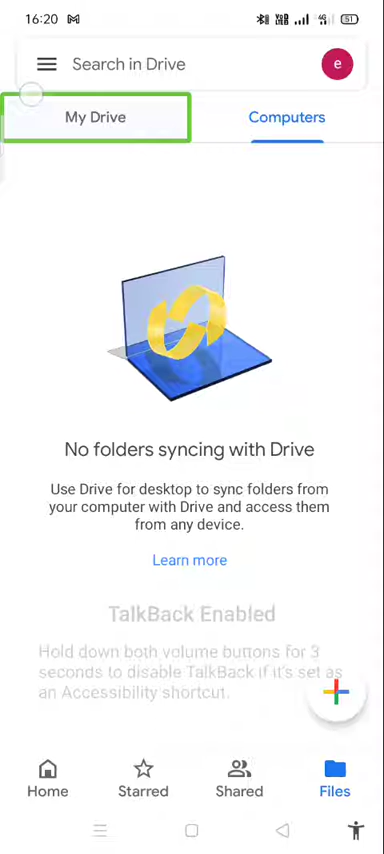 16:20
51
Search in Drive
e
My Drive
Computers
No folders syncing with Drive
Use Drive for desktop to sync folders from
your computer with Drive and access them
from any device.
Learn more
TalkBack Enabled
Hold down both volume buttons for 3
seconds to disable TalkBack if it's set as
an Accessibility shortcut.
Home
Starred
Shared
Files